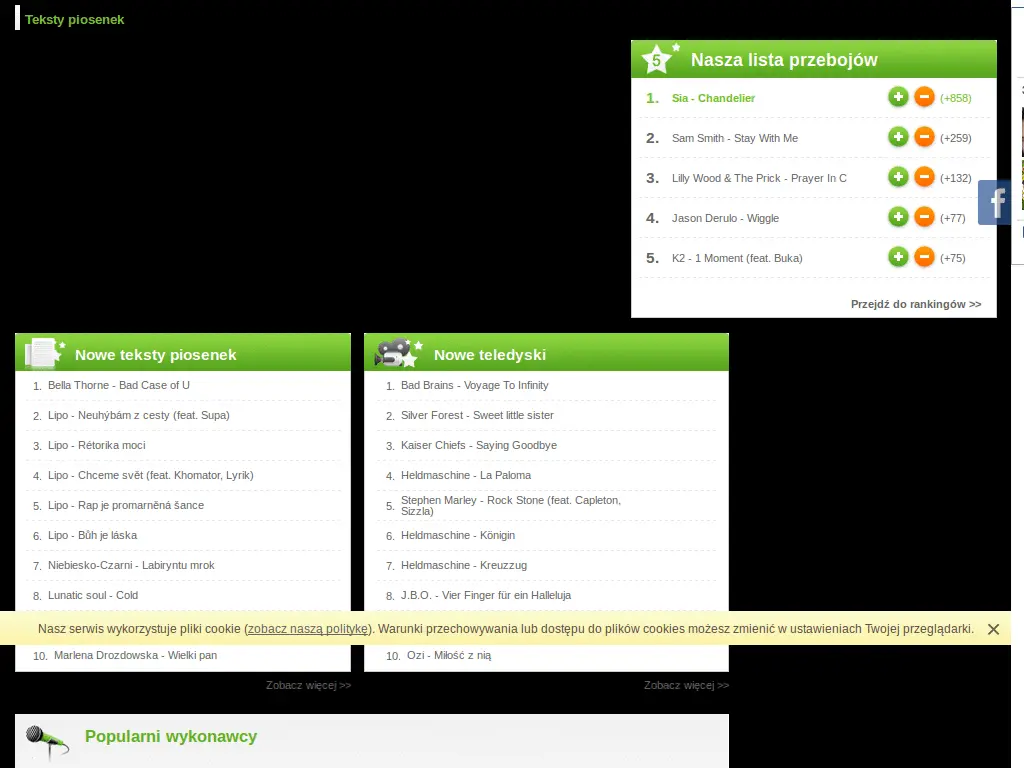 Teksty piosenek
5 Nasza lista przebojów
1. Sia - Chandelier (+858)
2. Sam Smith - Stay With Me (+259)
3. Lilly Wood & The Prick - Prayer In C (+132)
4. Jason Derulo - Wiggle (+77)
5. K2 - 1 Moment (feat. Buka) (+75)
Przejdź do rankingów >>
f
Nowe teksty piosenek
1. Bella Thorne - Bad Case of U
2. Lipo - Neuhýbám z cesty (feat. Supa)
3. Lipo - Rétorika moci
4. Lipo - Chceme svět (feat. Khomator, Lyrik)
5. Lipo - Rap je promarněná šance
6. Lipo - Bůh je láska
7. Niebiesko-Czarni - Labiryntu mrok
8. Lunatic soul - Cold
10. Marlena Drozdowska - Wielki pan
Zobacz więcej >>
Nowe teledyski
1. Bad Brains - Voyage To Infinity
2. Silver Forest - Sweet little sister
3. Kaiser Chiefs - Saying Goodbye
4. Heldmaschine - La Paloma
5. Stephen Marley - Rock Stone (feat. Capleton,
Sizzla)
6. Heldmaschine - Königin
7. Heldmaschine - Kreuzzug
8. J.B.O. - Vier Finger für ein Halleluja
10. Ozi - Miłość z nią
Zobacz więcej >>
Nasz serwis wykorzystuje pliki cookie (zobacz naszą politykę). Warunki przechowywania lub dostępu do plików cookies możesz zmienić w ustawieniach Twojej przeglądarki.
Popularni wykonawcy